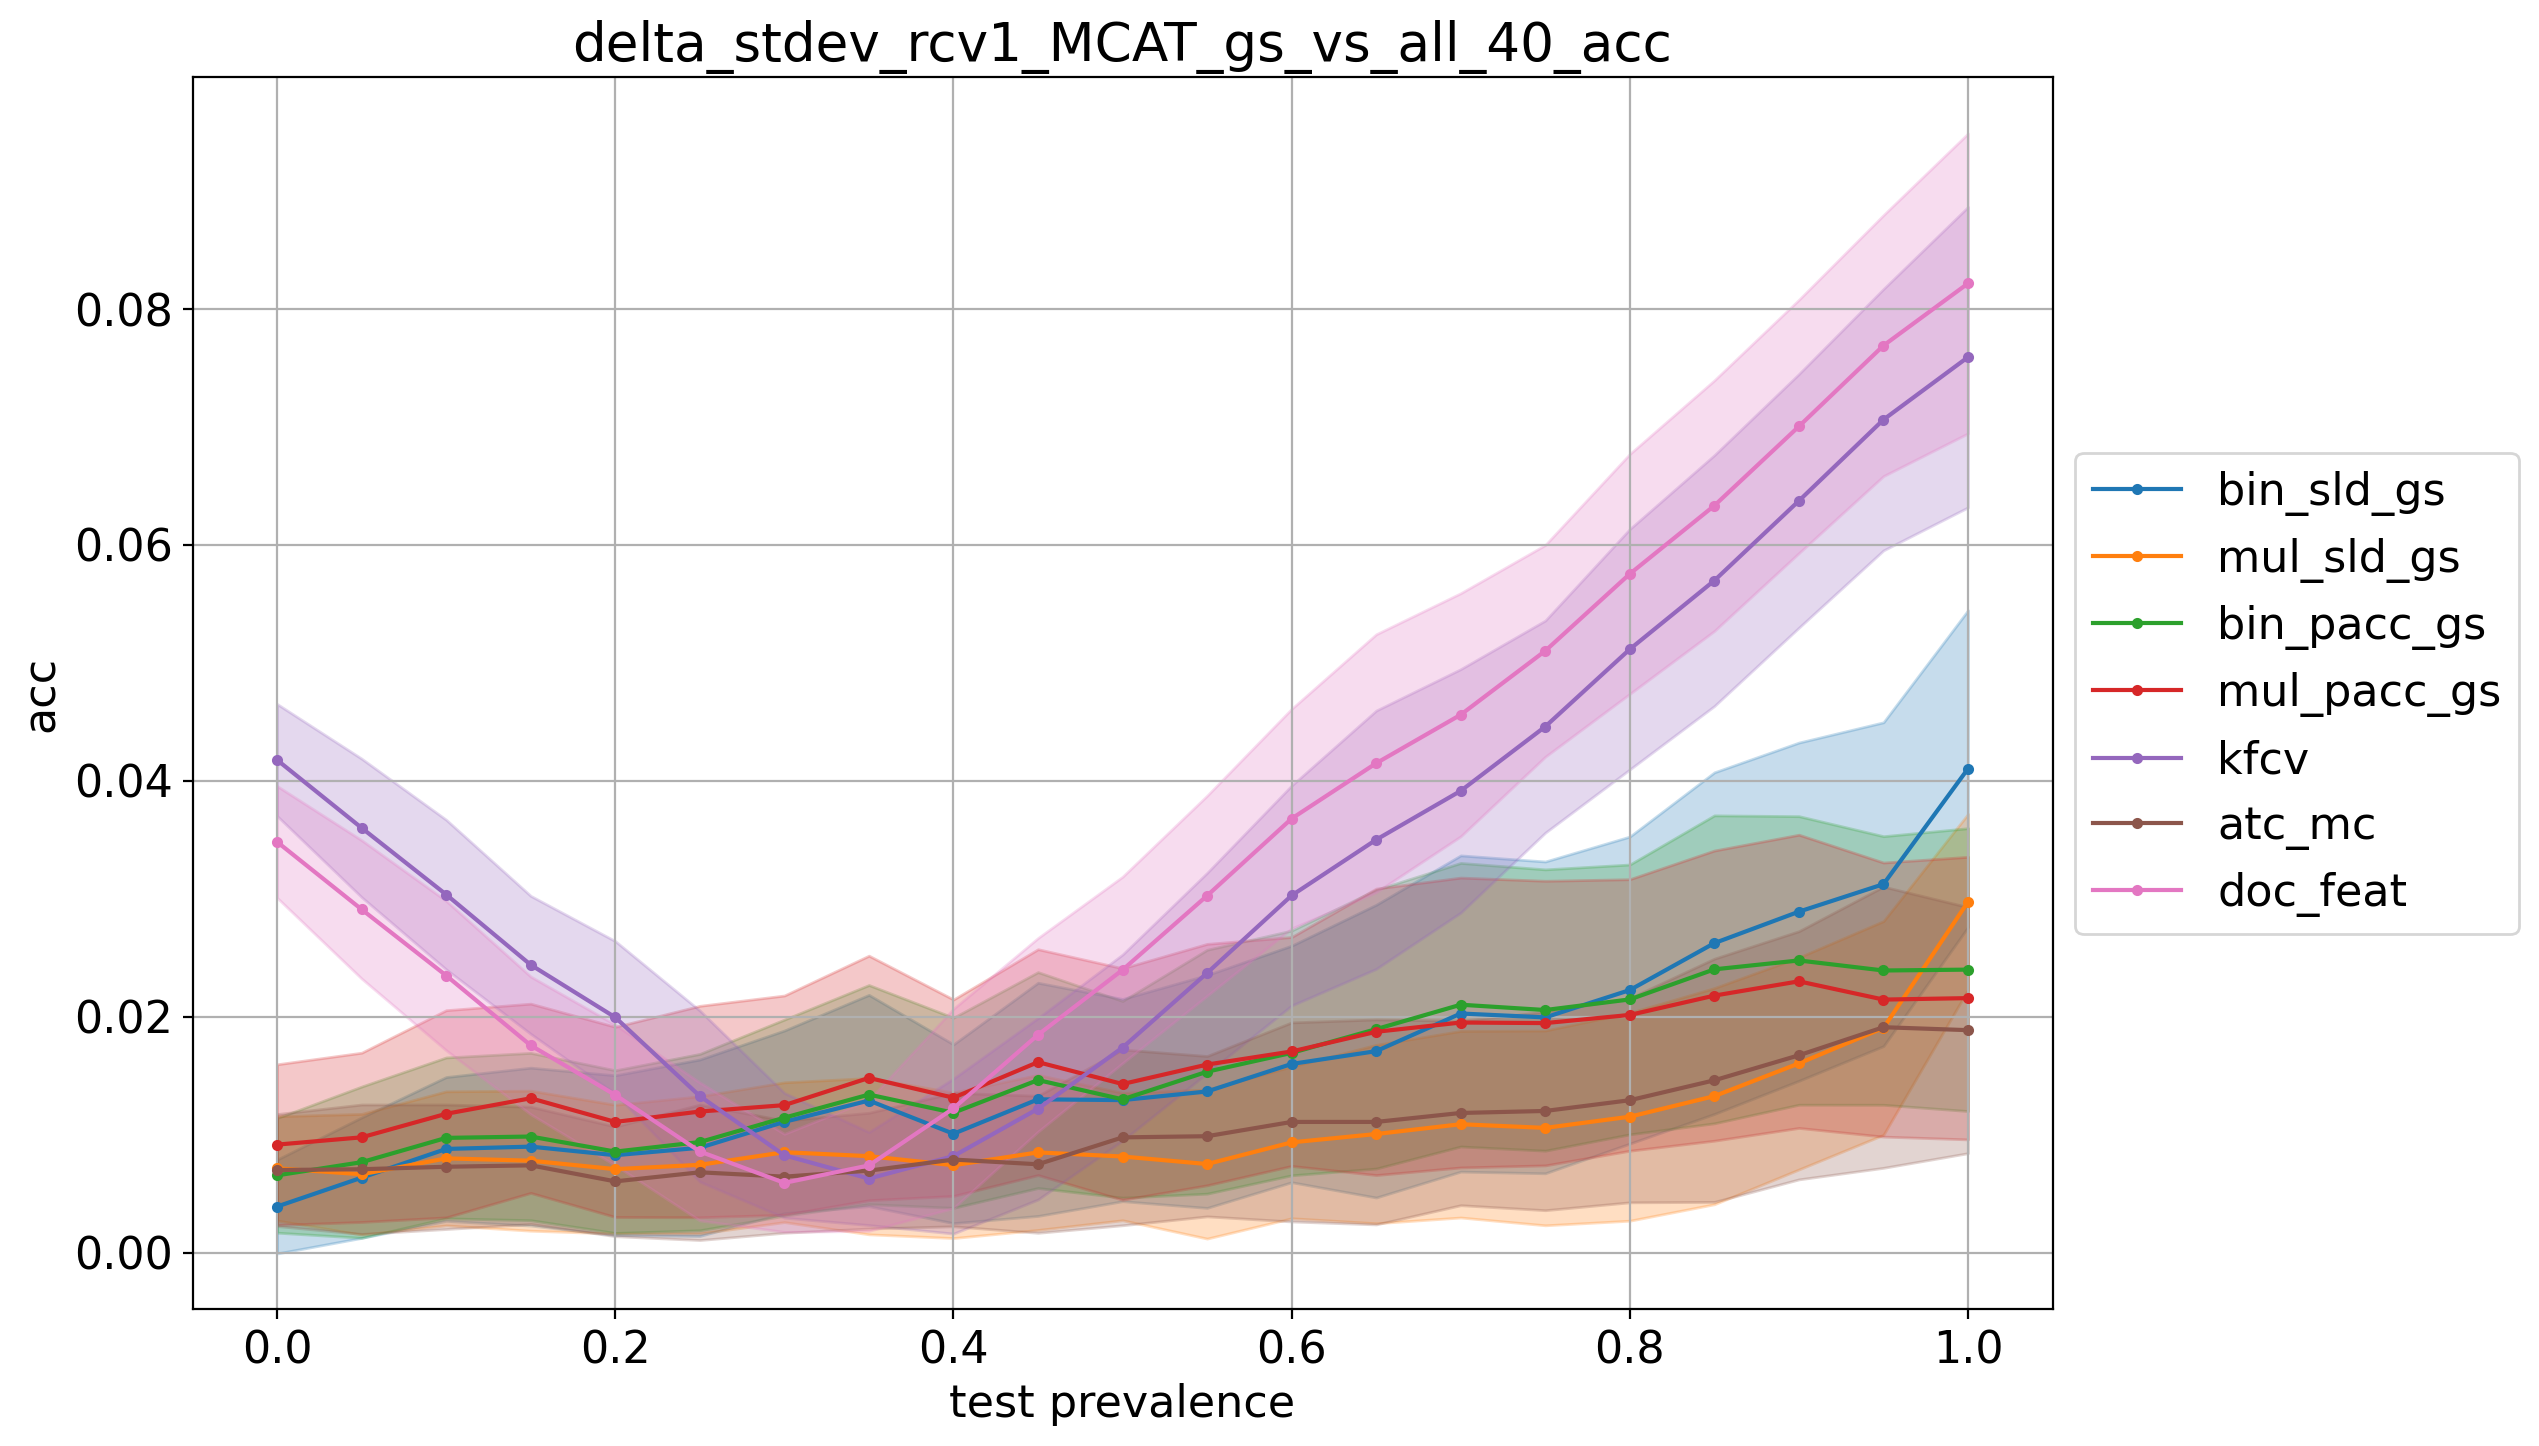 delta_stdev_rcv1_MCAT_gs_vs_all_40_acc
acc
0.08
0.06
0.04
0.02
0.00
0.0 0.2 0.4 0.6 0.8 1.0
test prevalence
bin_sld_gs
mul_sld_gs
bin_pacc_gs
mul_pacc_gs
kfcv
atc_mc
doc_feat